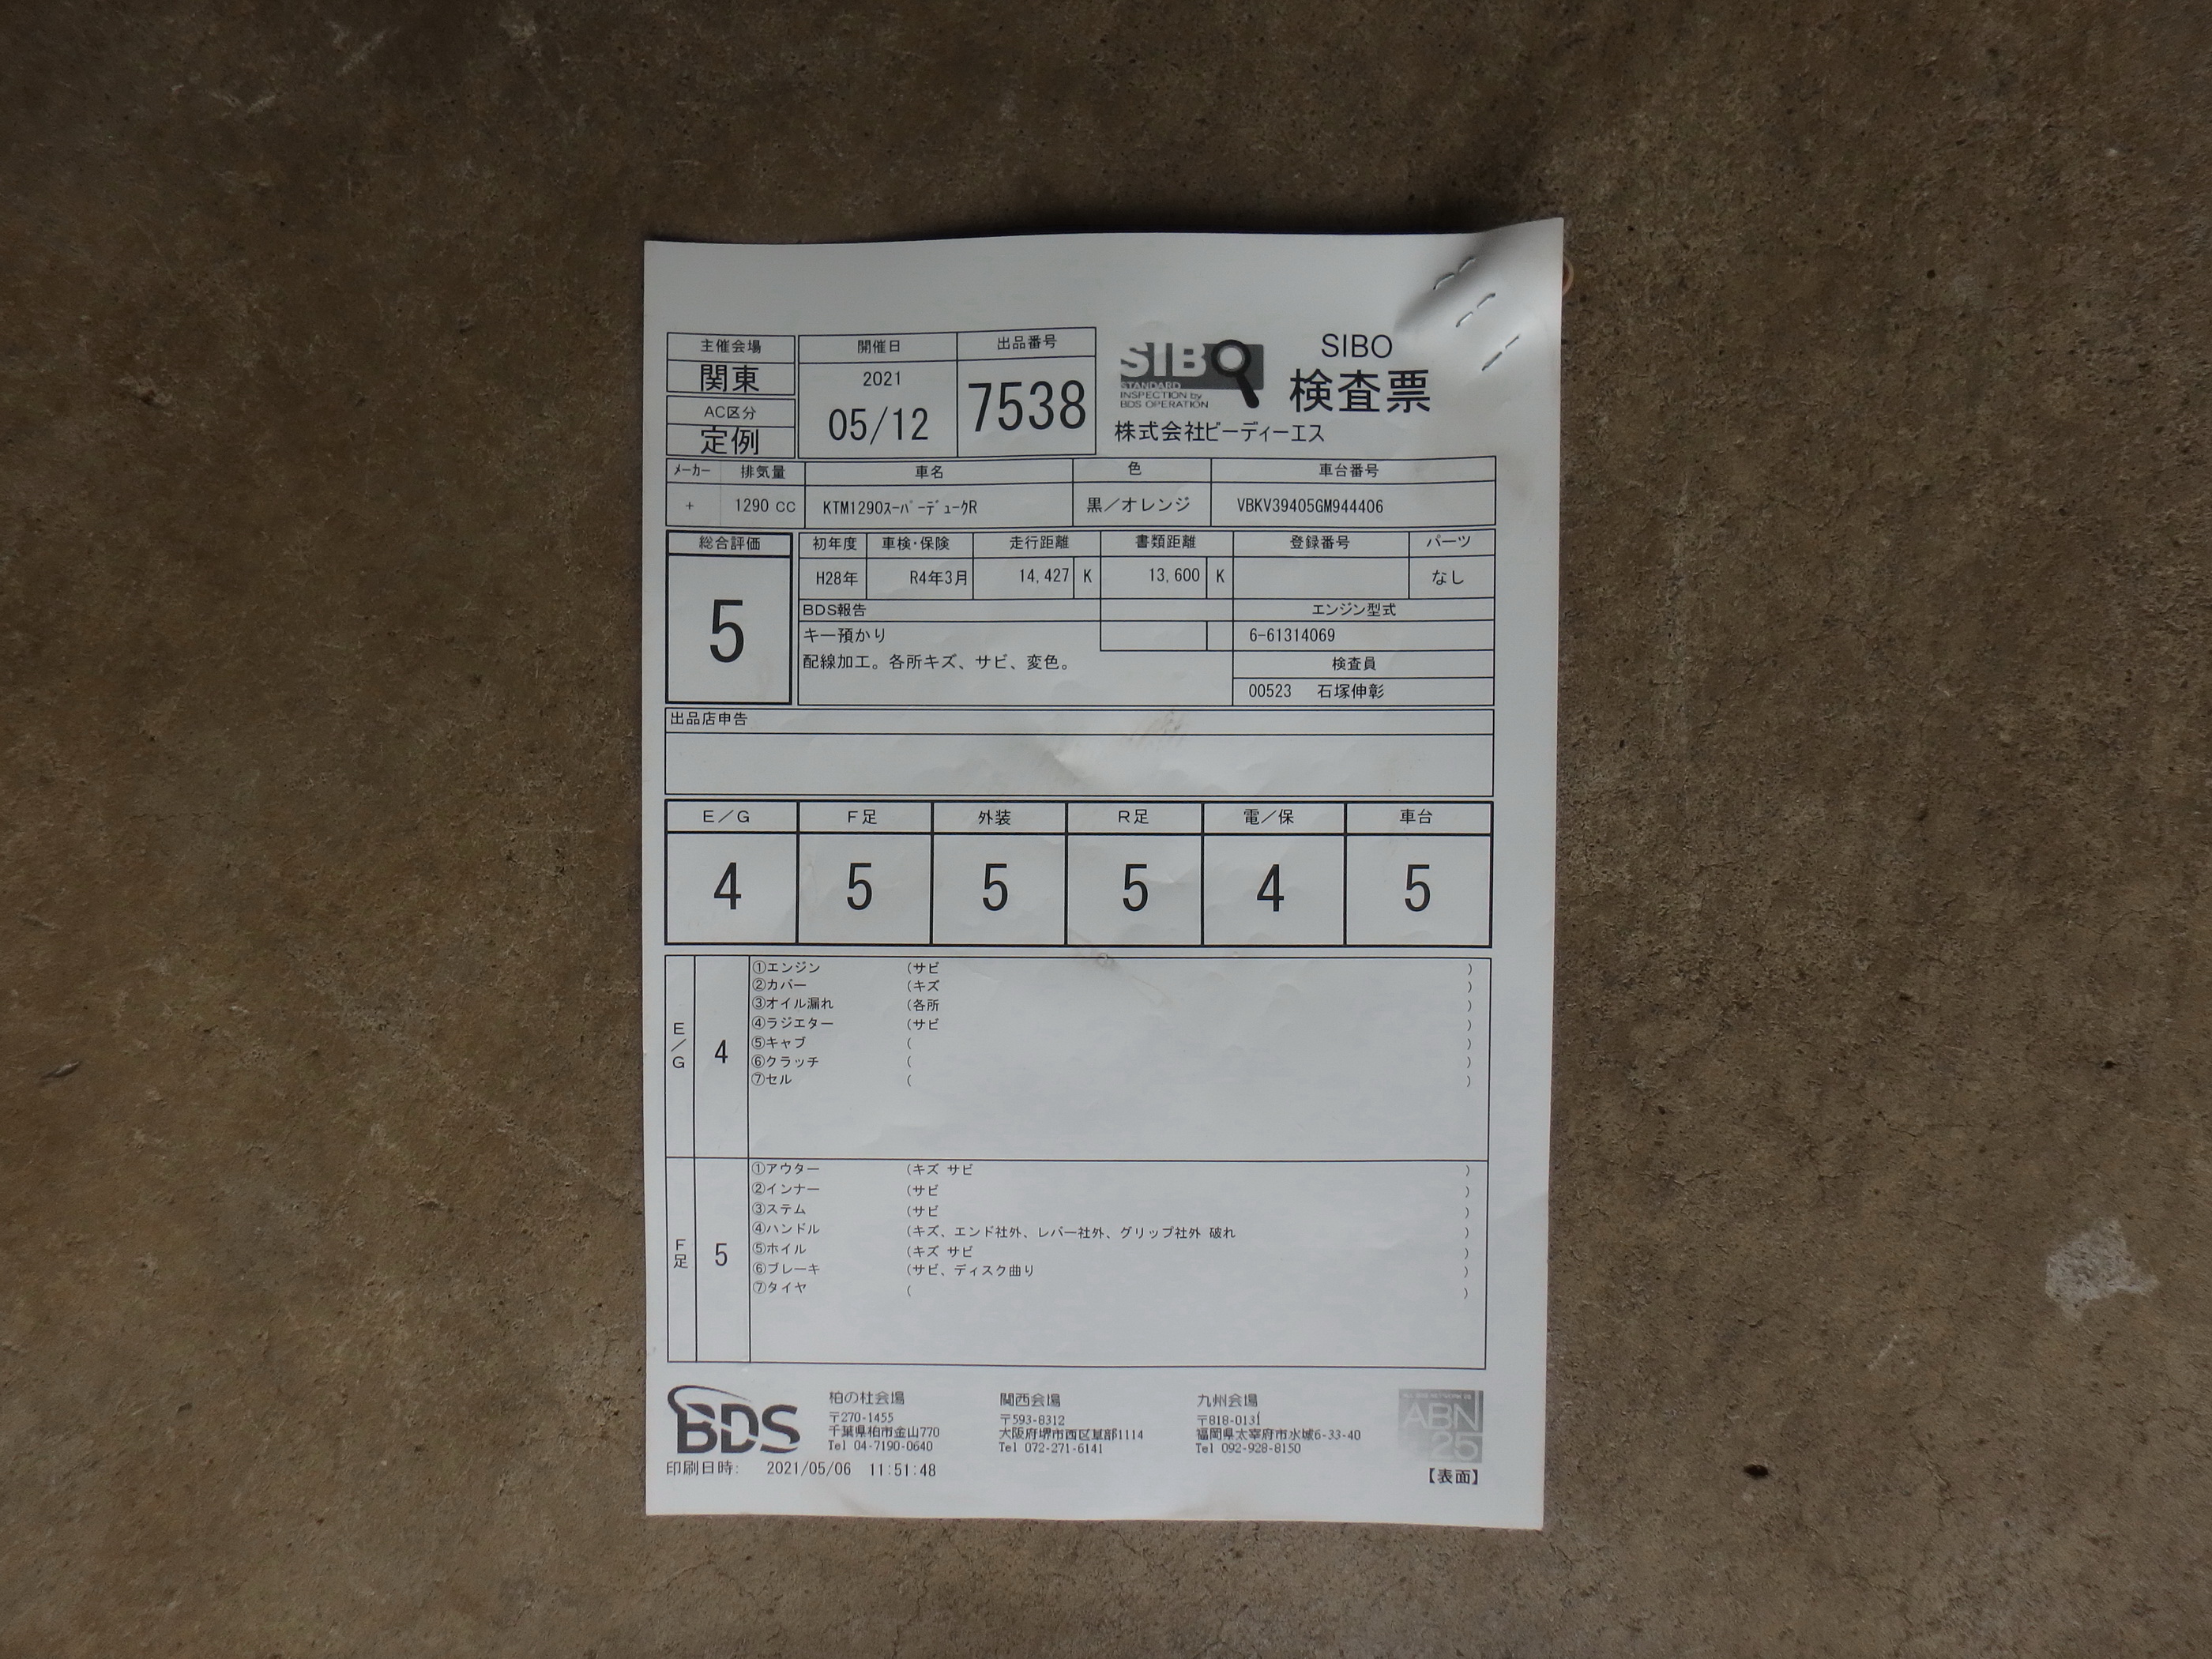 主催会場
関東
AC区分
定例
開催日
2021
05/12
出品番号
7538
SIBO
STANDARD
INSPECTION by
BDS OPERATION
SIBO
検査票
株式会社ビーディーエス
メーカー 排気量 車名 色 車台番号
+ 1290 CC KTM1290スーパーデュークR 黒/オレンジ VBKV39405GM944406
総合評価
5
初年度 車検・保険 走行距離 書類距離 登録番号 パーツ
H28年 R4年3月 14,427 K 13,600 K なし
BDS報告 エンジン型式
キー預かり 6-61314069
配線加工。各所キズ、サビ、変色。 検査員
00523 石塚伸彰
出品店申告
E/G F足 外装 R足 電/保 車台
4 5 5 5 4 5
E/G 4
①エンジン (サビ )
②カバー (キズ )
③オイル漏れ (各所 )
④ラジエター (サビ )
⑤キャブ ( )
⑥クラッチ ( )
⑦セル ( )
F足 5
①アウター (キズ サビ )
②インナー (サビ )
③ステム (サビ )
④ハンドル (キズ、エンド社外、レバー社外、グリップ社外 破れ )
⑤ホイル (キズ サビ )
⑥ブレーキ (サビ、ディスク曲り )
⑦タイヤ ( )
BDS
柏の杜会場
〒270-1455
千葉県柏市金山770
Tel 04-7190-0640
関西会場
〒593-8312
大阪府堺市西区草部1114
Tel 072-271-6141
九州会場
〒818-0131
福岡県太宰府市水城6-33-40
Tel 092-928-8150
ABN
25
印刷日時: 2021/05/06 11:51:48
【表面】